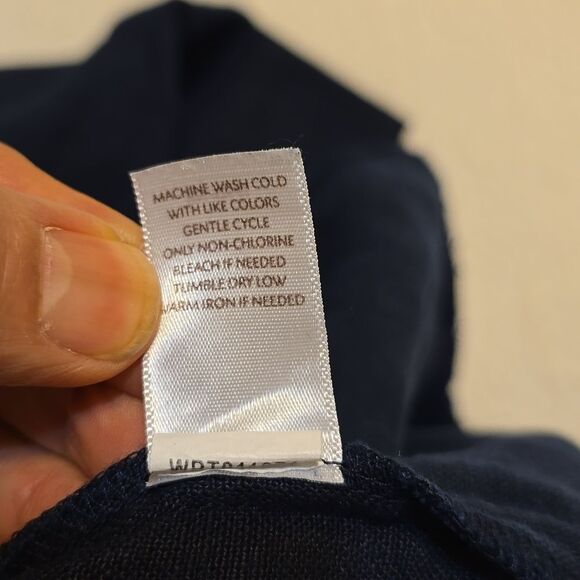 MACHINE WASH COLD
WITH LIKE COLORS
GENTLE CYCLE
ONLY NON-CHLORINE
BLEACH IF NEEDED
TUMBLE DRY LOW
WARM IRON IF NEEDED